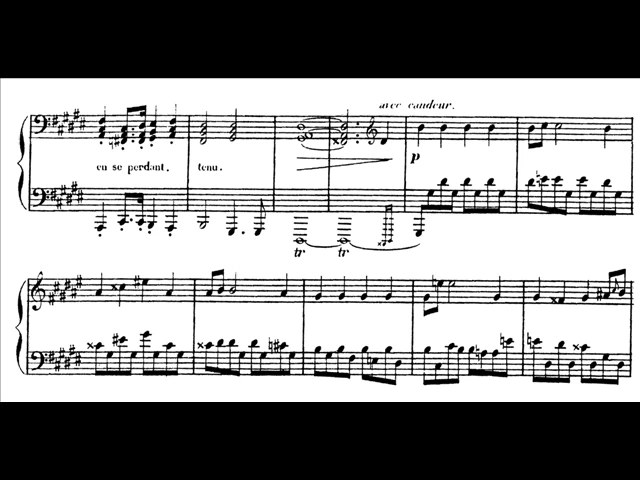 avec candeur.
en se perdant.
tenu.
p
tr
tr